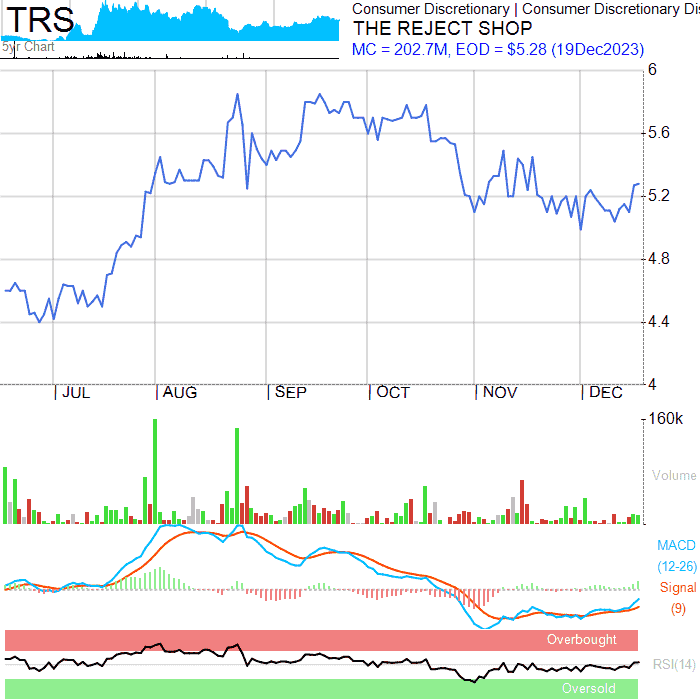 TRS
5yr Chart
Consumer Discretionary | Consumer Discretionary Dis
THE REJECT SHOP
MC = 202.7M, EOD = $5.28 (19Dec2023)
6
5.6
5.2
4.8
4.4
4
JUL AUG SEP OCT NOV DEC
160k
Volume
MACD
(12-26)
Signal
(9)
Overbought
RSI(14)
Oversold